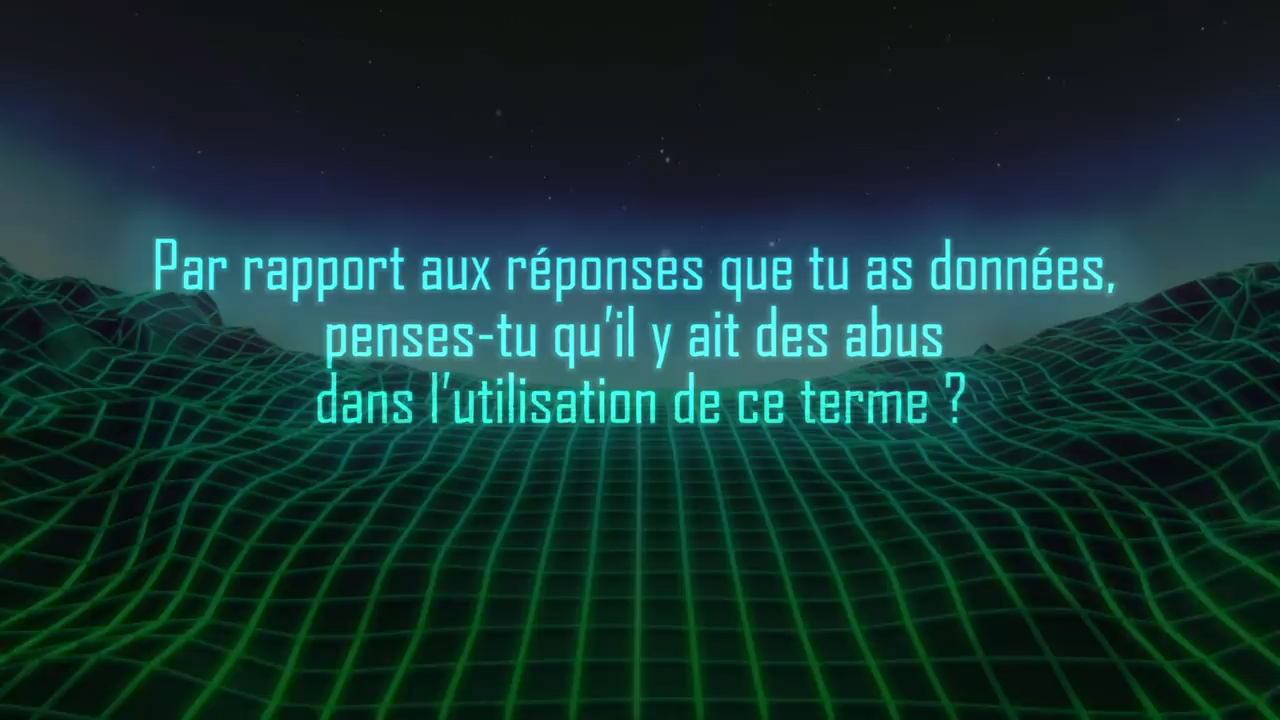 Par rapport aux réponses que tu as données,
penses-tu qu'il y ait des abus
dans l'utilisation de ce terme ?